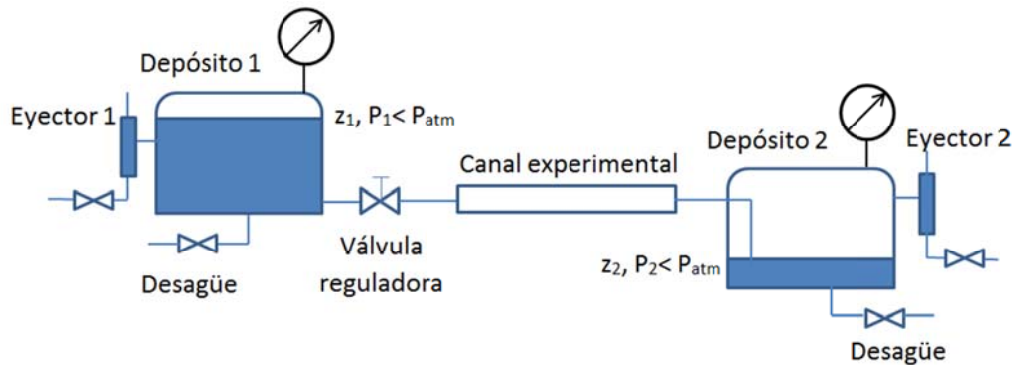 Depósito 1
Eyector 1
z₁, P₁< Pₐₜₘ
Canal experimental
Depósito 2
Eyector 2
Válvula
reguladora
Desagüe
z₂, P₂< Pₐₜₘ
Desagüe